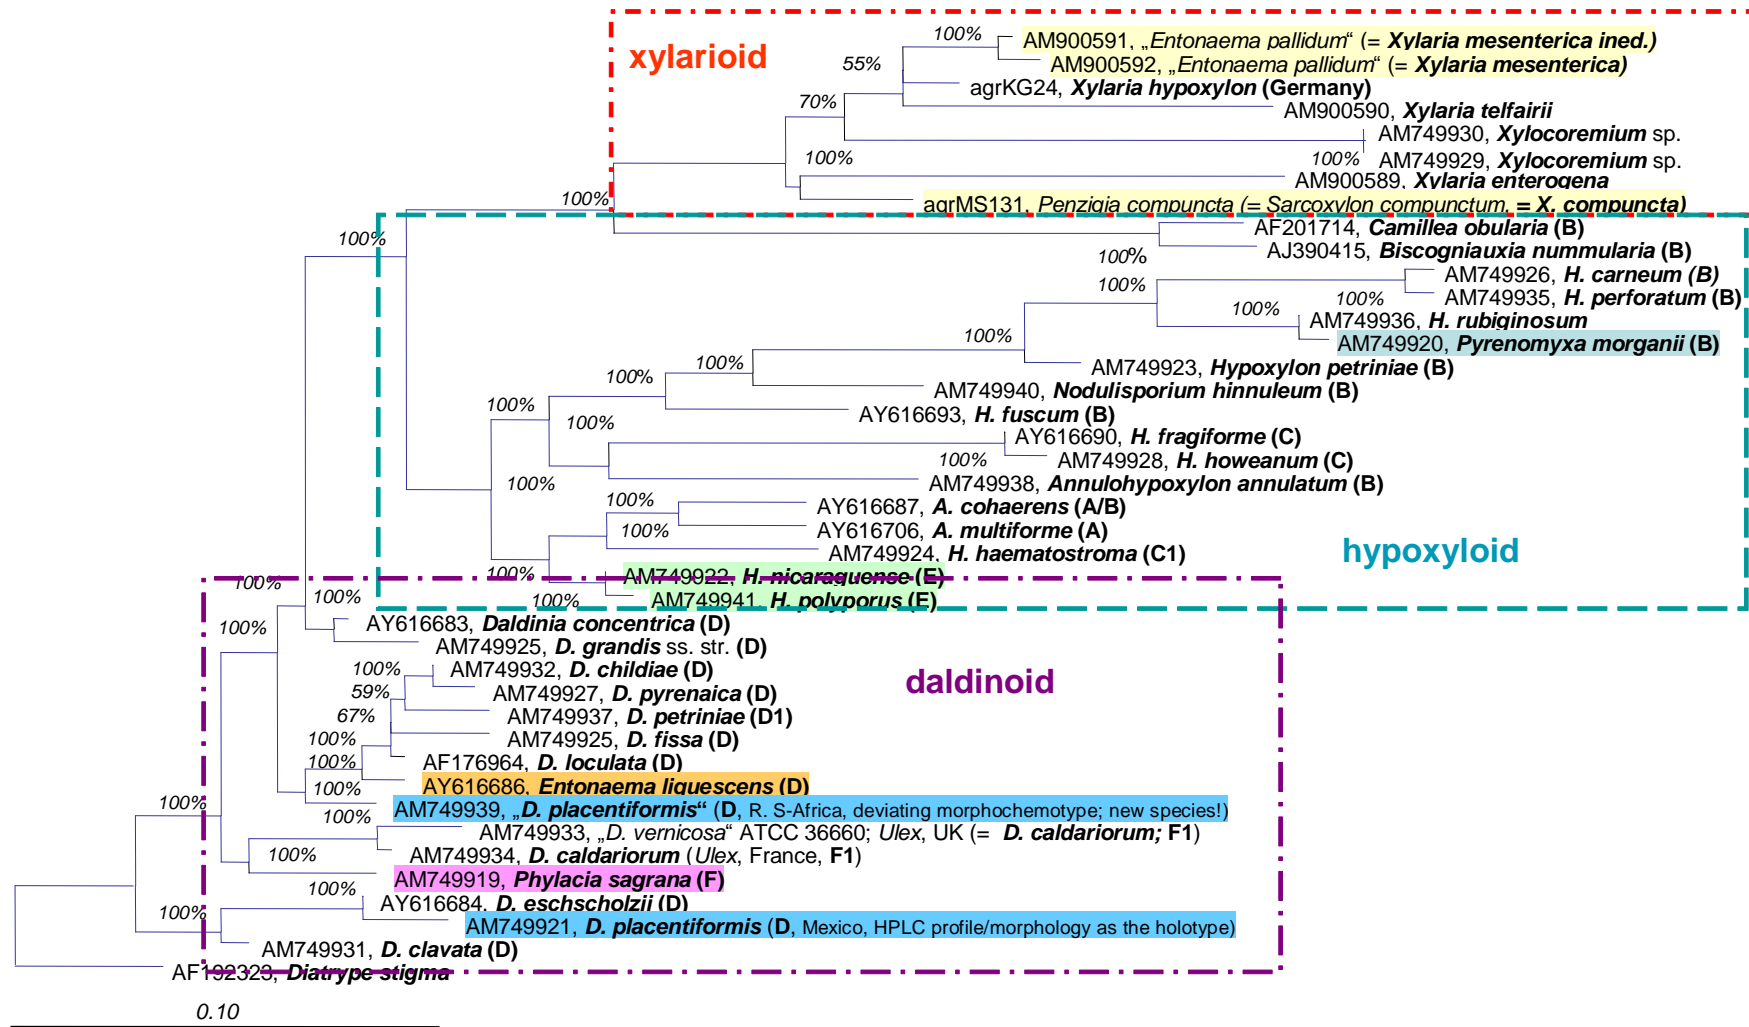 100%
xylarioid
AM900591, „Entonaema pallidum“ (= Xylaria mesenterica ined.)
55%
AM900592, „Entonaema pallidum“ (= Xylaria mesenterica)
agrKG24, Xylaria hypoxylon (Germany)
70%
AM900590, Xylaria telfairii
AM749930, Xylocoremium sp.
100%
100%
AM749929, Xylocoremium sp.
AM900589, Xylaria enterogena
100%
agrMS131, Penzigia compuncta (= Sarcoxylon compunctum, = X. compuncta)
100%
AF201714, Camillea obularia (B)
100%
AJ390415, Biscogniauxia nummularia (B)
100%
AM749926, H. carneum (B)
100%
AM749935, H. perforatum (B)
100%
AM749936, H. rubiginosum
100%
AM749920, Pyrenomyxa morganii (B)
100%
AM749923, Hypoxylon petriniae (B)
100%
AM749940, Nodulisporium hinnuleum (B)
100%
AY616693, H. fuscum (B)
100%
AY616690, H. fragiforme (C)
100%
AM749928, H. howeanum (C)
100%
AM749938, Annulohypoxylon annulatum (B)
100%
AY616687, A. cohaerens (A/B)
100%
AY616706, A. multiforme (A)
AM749924, H. haematostroma (C1)
hypoxyloid
100%
AM749922, H. nicaraguense (E)
100%
100%
100%
AM749941, H. polyporus (E)
AY616683, Daldinia concentrica (D)
100%
AM749925, D. grandis ss. str. (D)
100%
AM749932, D. childiae (D)
daldinoid
59%
AM749927, D. pyrenaica (D)
67%
AM749937, D. petriniae (D1)
100%
AM749925, D. fissa (D)
100%
AF176964, D. loculata (D)
100%
AY616686, Entonaema liquescens (D)
100%
AM749939, „D. placentiformis“ (D, R. S-Africa, deviating morphochemotype; new species!)
100%
AM749933, „D. vernicosa“ ATCC 36660; Ulex, UK (= D. caldariorum; F1)
100%
AM749934, D. caldariorum (Ulex, France, F1)
AM749919, Phylacia sagrana (F)
100%
AY616684, D. eschscholzii (D)
100%
AM749921, D. placentiformis (D, Mexico, HPLC profile/morphology as the holotype)
AM749931, D. clavata (D)
AF192323, Diatrype stigma
0.10